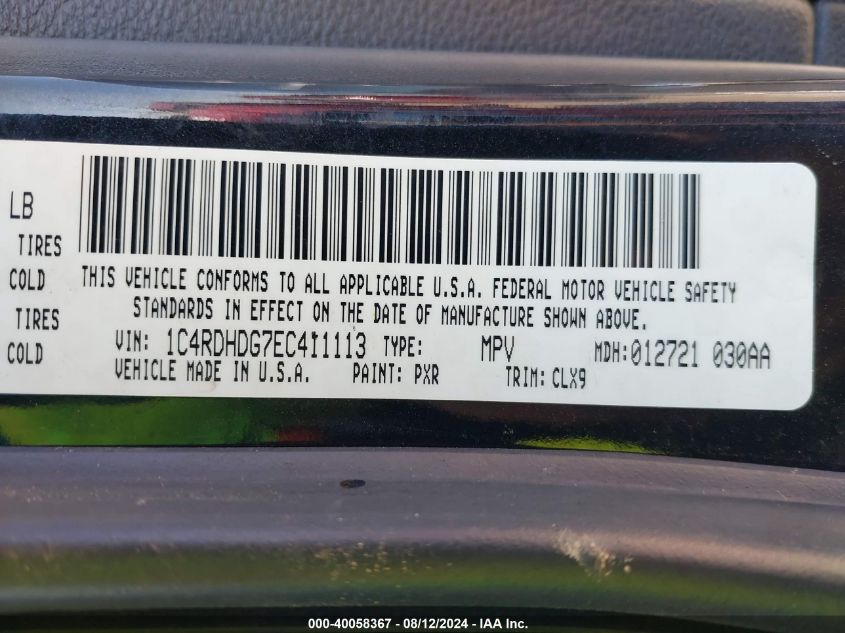 LB
TIRES
COLD THIS VEHICLE CONFORMS TO ALL APPLICABLE U.S.A. FEDERAL MOTOR VEHICLE SAFETY
TIRES STANDARDS IN EFFECT ON THE DATE OF MANUFACTURE SHOWN ABOVE.
COLD VIN: 1C4RDHDG7EC411113 TYPE: MPV MDH:012721 030AA
VEHICLE MADE IN U.S.A. PAINT: PXR TRIM: CLX9
000-40058367 - 08/12/2024 - IAA Inc.